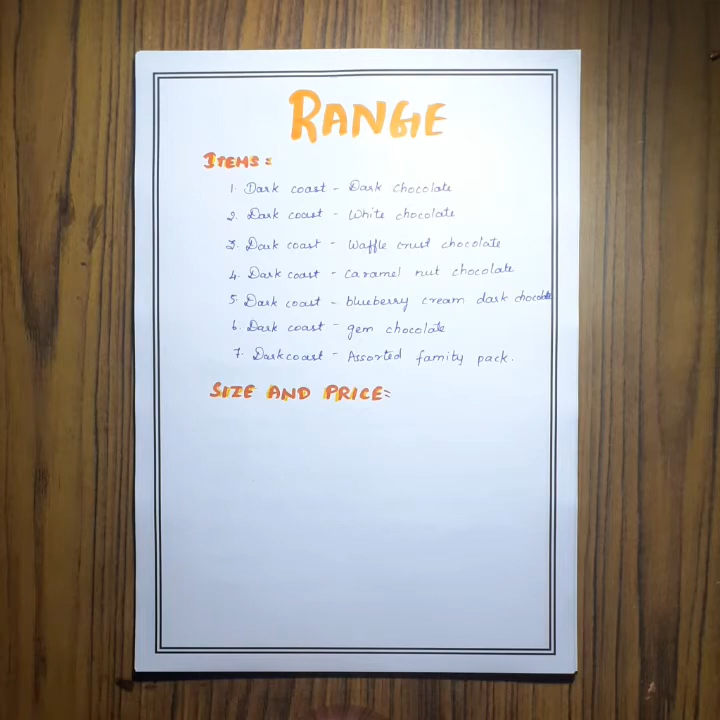 RANGE
ITEMS:
1. Dark coast - Dark chocolate
2. Dark coast - White chocolate
3. Dark coast - Waffle crust chocolate
4. Dark coast - caramel nut chocolate
5. Dark coast - blueberry cream dark chocolate
6. Dark coast - gem chocolate
7. Darkcoast - Assorted family pack.
SIZE AND PRICE: